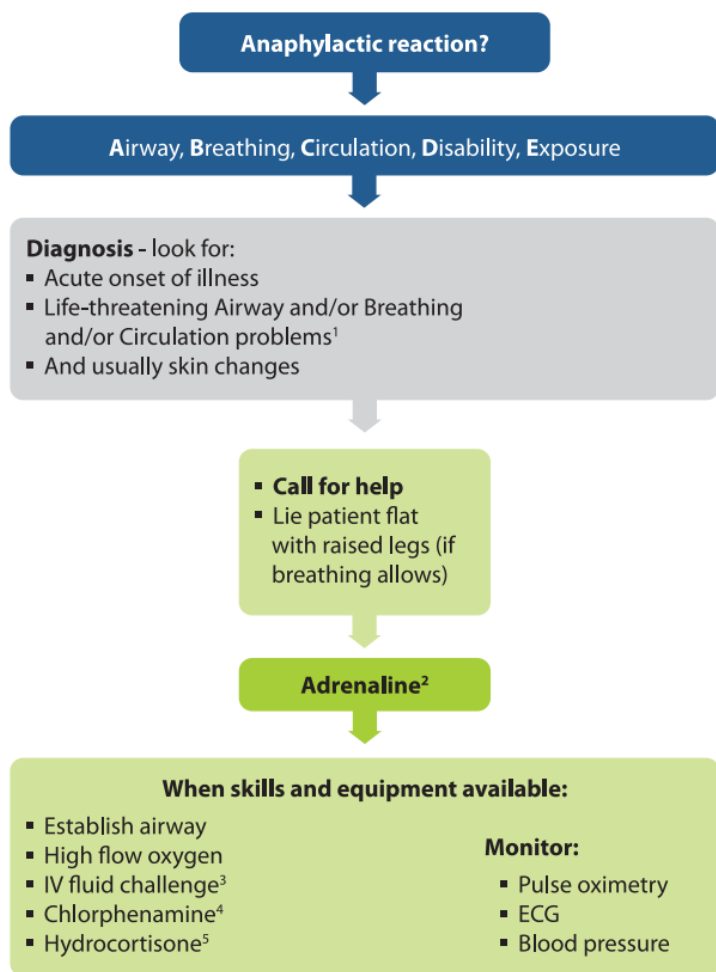 Anaphylactic reaction?
Airway, Breathing, Circulation, Disability, Exposure
Diagnosis - look for:
▪ Acute onset of illness
▪ Life-threatening Airway and/or Breathing
and/or Circulation problems¹
▪ And usually skin changes
▪ Call for help
▪ Lie patient flat
with raised legs (if
breathing allows)
Adrenaline²
When skills and equipment available:
▪ Establish airway
▪ High flow oxygen
▪ IV fluid challenge³
▪ Chlorphenamine⁴
▪ Hydrocortisone⁵
Monitor:
▪ Pulse oximetry
▪ ECG
▪ Blood pressure